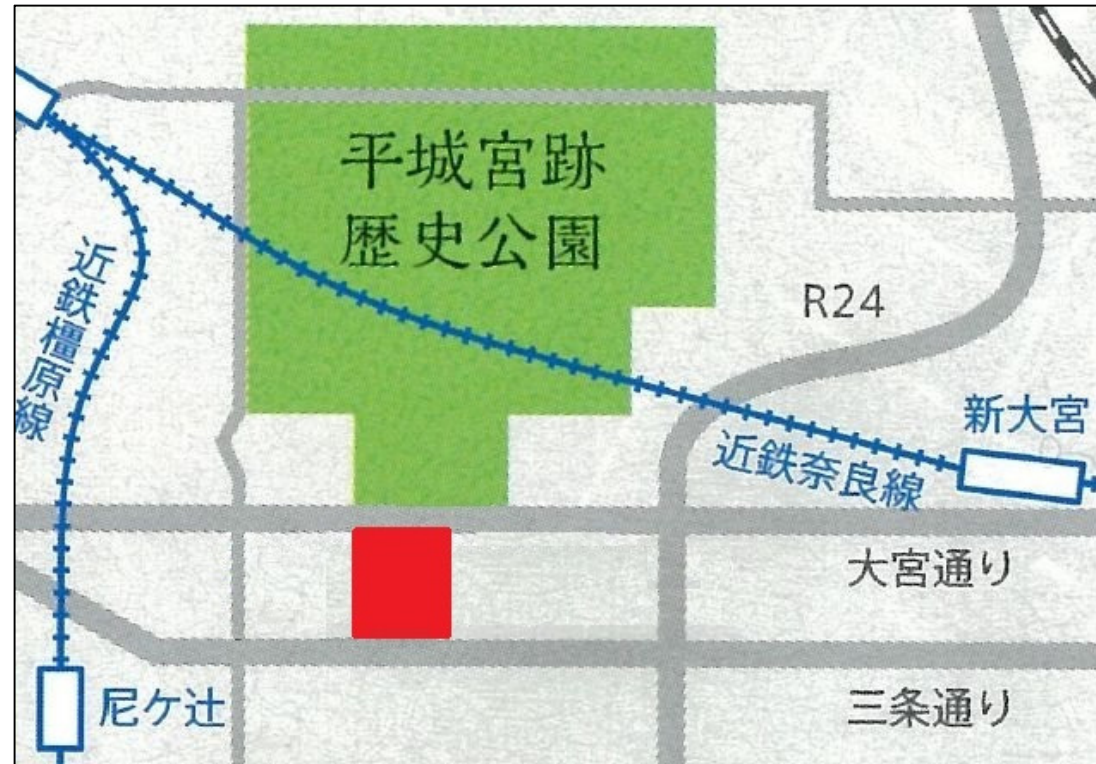 平城宮跡
歴史公園
近鉄橿原線
R24
新大宮
近鉄奈良線
大宮通り
尼ケ辻
三条通り